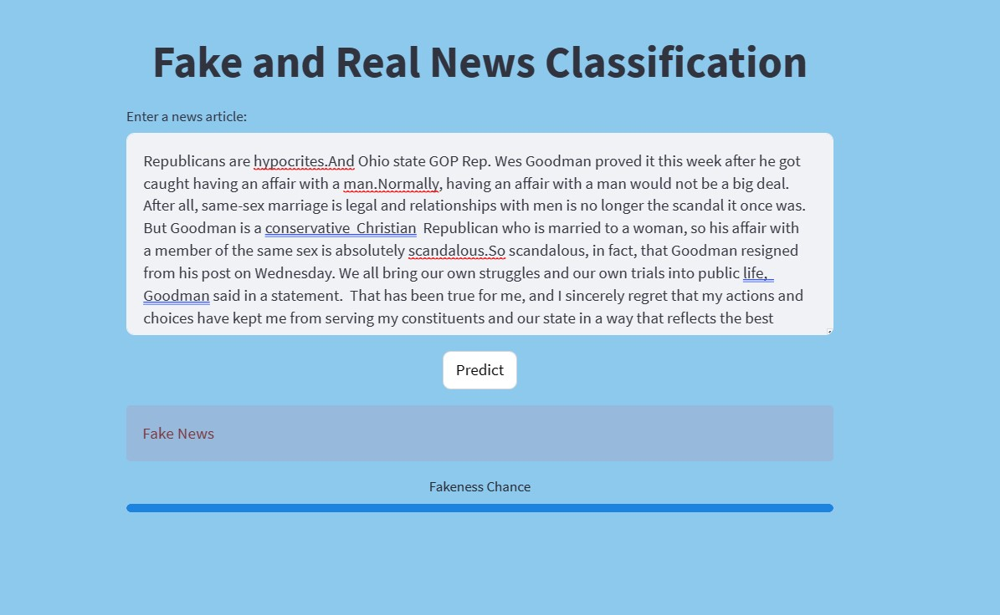 Fake and Real News Classification
Enter a news article:
Republicans are hypocrites.And Ohio state GOP Rep. Wes Goodman proved it this week after he got
caught having an affair with a man.Normally, having an affair with a man would not be a big deal.
After all, same-sex marriage is legal and relationships with men is no longer the scandal it once was.
But Goodman is a conservative  Christian  Republican who is married to a woman, so his affair with
a member of the same sex is absolutely scandalous.So scandalous, in fact, that Goodman resigned
from his post on Wednesday. We all bring our own struggles and our own trials into public life,
Goodman said in a statement.  That has been true for me, and I sincerely regret that my actions and
choices have kept me from serving my constituents and our state in a way that reflects the best
Predict
Fake News
Fakeness Chance